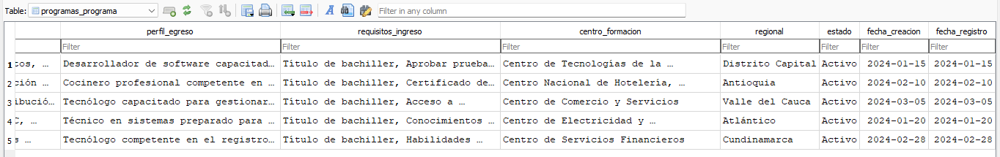 Table: programas_programa Filter in any column
perfil_egreso requisitos_ingreso centro_formacion regional estado fecha_creacion fecha_registro
Filter Filter Filter Filter Filter Filter Filter
1 :os, … Desarrollador de software capacitad… Título de bachiller, Aprobar prueba… Centro de Tecnologías de la … Distrito Capital Activo 2024-01-15 2024-01-15
2 ción … Cocinero profesional competente en … Título de bachiller, Certificado de… Centro Nacional de Hotelería, … Antioquia Activo 2024-02-10 2024-02-10
3 ribució… Tecnólogo capacitado para gestionar… Título de bachiller, Acceso a … Centro de Comercio y Servicios Valle del Cauca Activo 2024-03-05 2024-03-05
4 C, … Técnico en sistemas preparado para … Título de bachiller, Conocimientos … Centro de Electricidad y … Atlántico Activo 2024-01-20 2024-01-20
5 s … Tecnólogo competente en el registro… Título de bachiller, Habilidades … Centro de Servicios Financieros Cundinamarca Activo 2024-02-28 2024-02-28